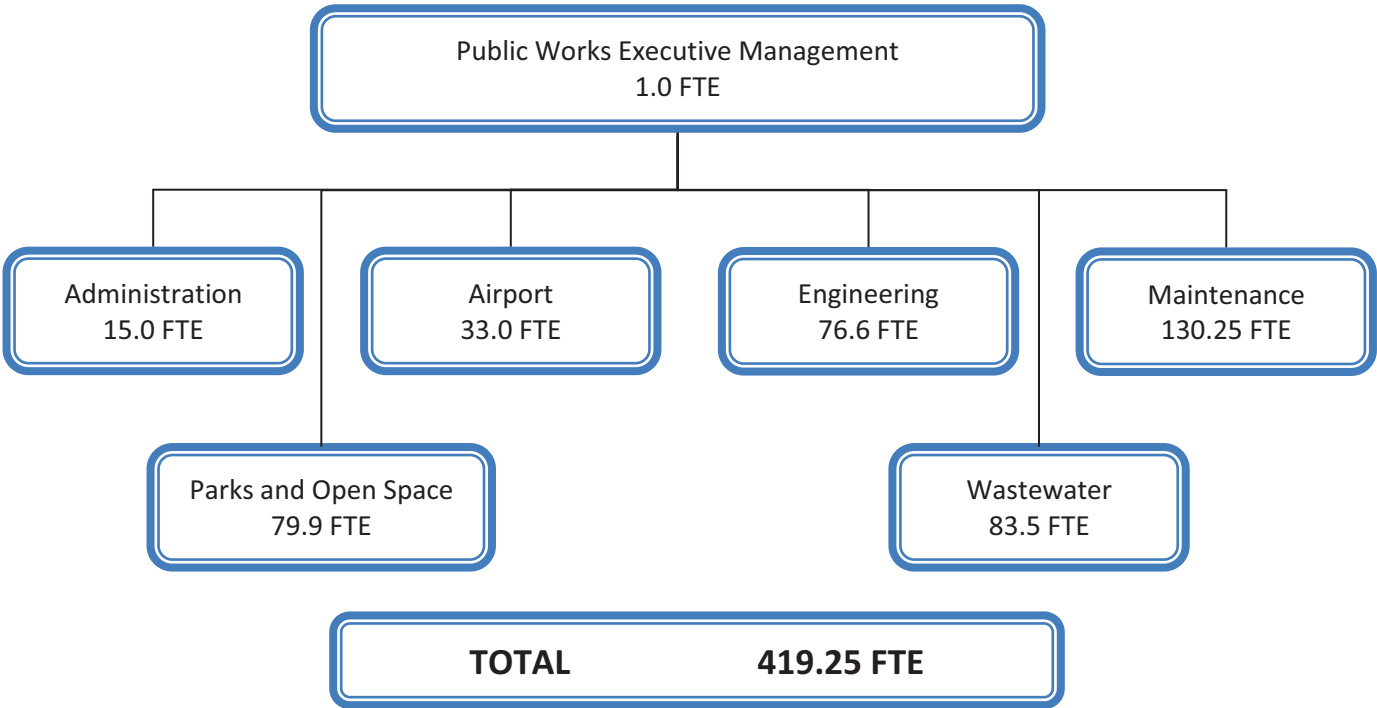 Public Works Executive Management
1.0 FTE
Administration
15.0 FTE
Airport
33.0 FTE
Engineering
76.6 FTE
Maintenance
130.25 FTE
Parks and Open Space
79.9 FTE
Wastewater
83.5 FTE
TOTAL 419.25 FTE